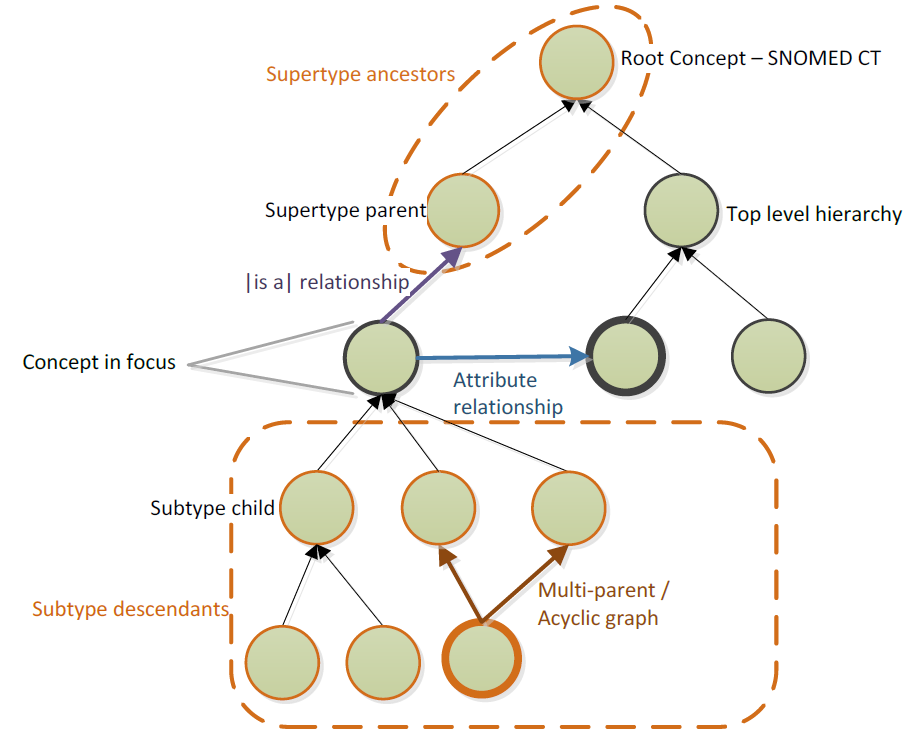 Supertype ancestors
Root Concept – SNOMED CT
Supertype parent
Top level hierarchy
|is a| relationship
Concept in focus
Attribute
relationship
Subtype child
Multi-parent /
Acyclic graph
Subtype descendants